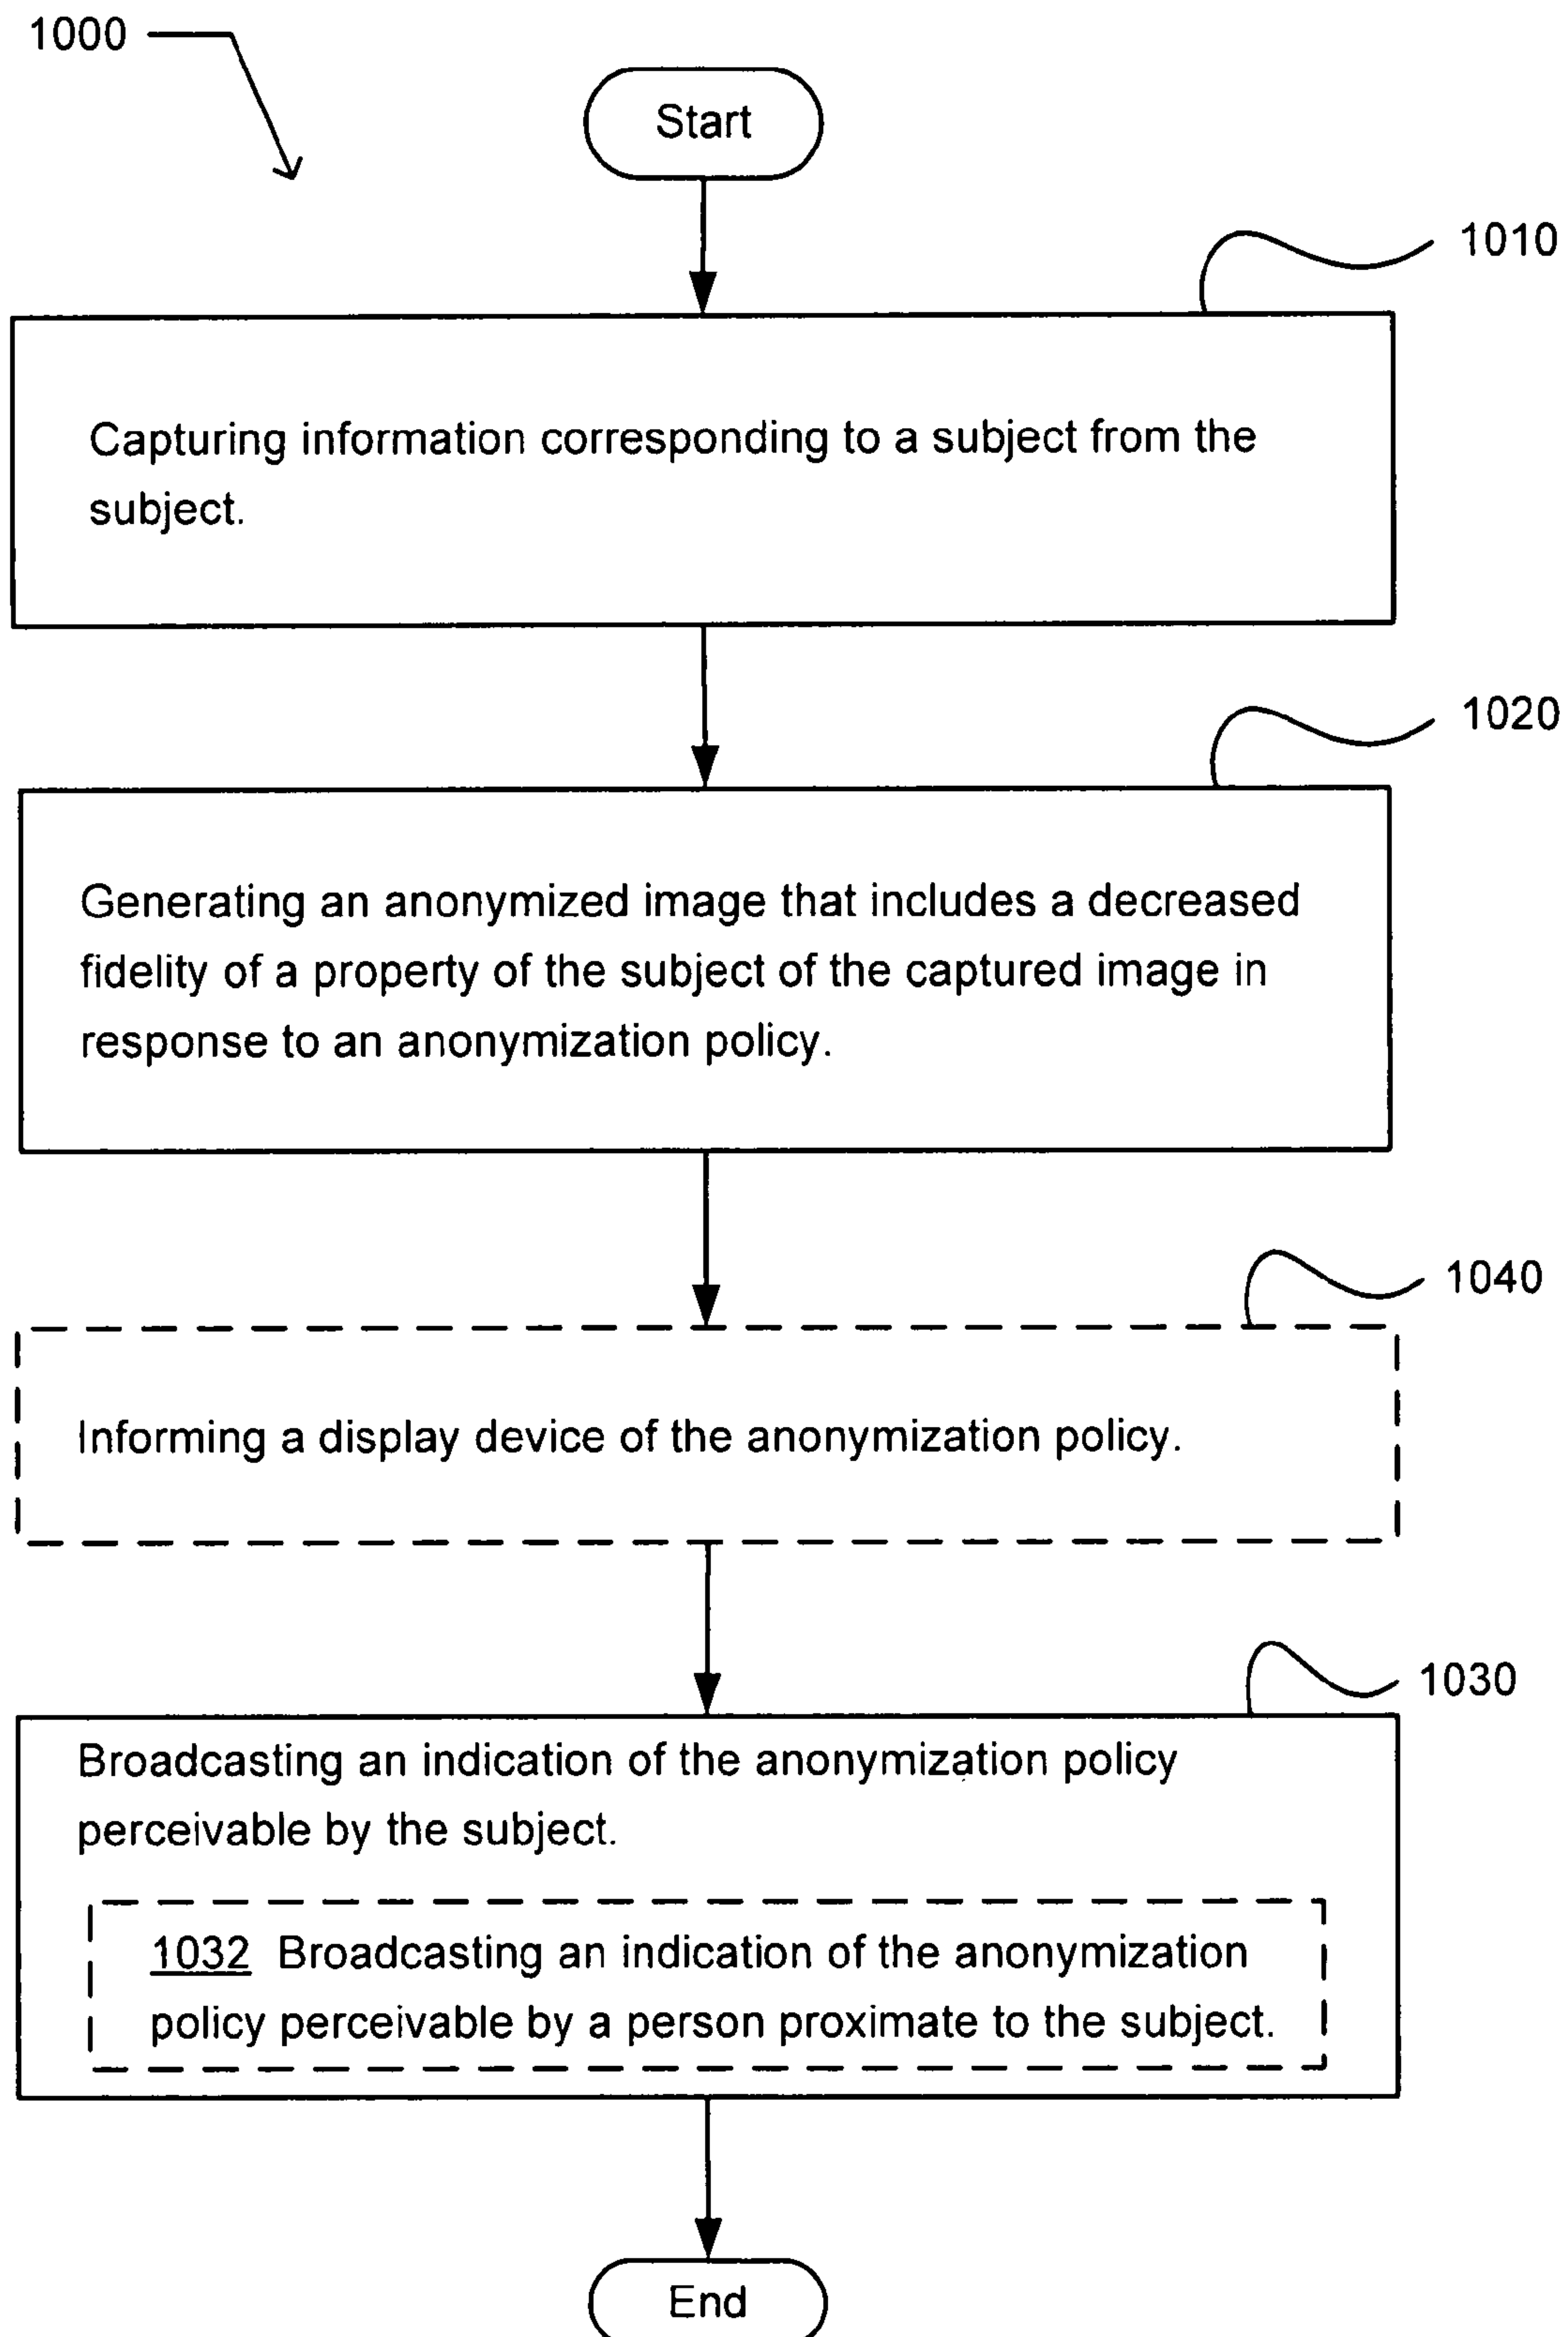 1000
Start
1010
Capturing information corresponding to a subject from the
subject.
1020
Generating an anonymized image that includes a decreased
fidelity of a property of the subject of the captured image in
response to an anonymization policy.
1040
Informing a display device of the anonymization policy.
1030
Broadcasting an indication of the anonymization policy
perceivable by the subject.
1032 Broadcasting an indication of the anonymization
policy perceivable by a person proximate to the subject.
End